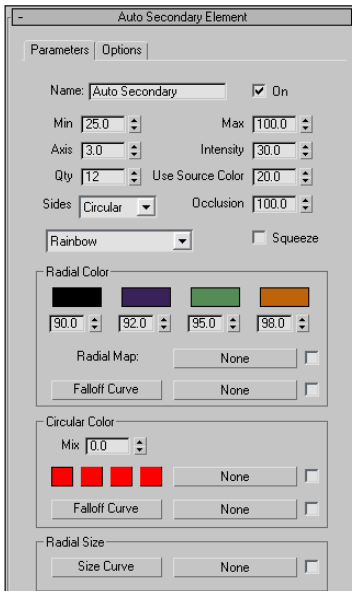 - Auto Secondary Element
Parameters Options
Name: Auto Secondary On
Min 25.0 Max 100.0
Axis 3.0 Intensity 30.0
Qty 12 Use Source Color 20.0
Sides Circular Occlusion 100.0
Rainbow Squeeze
Radial Color
90.0 92.0 95.0 98.0
Radial Map: None
Falloff Curve None
Circular Color
Mix 0.0
None
Falloff Curve None
Radial Size
Size Curve None